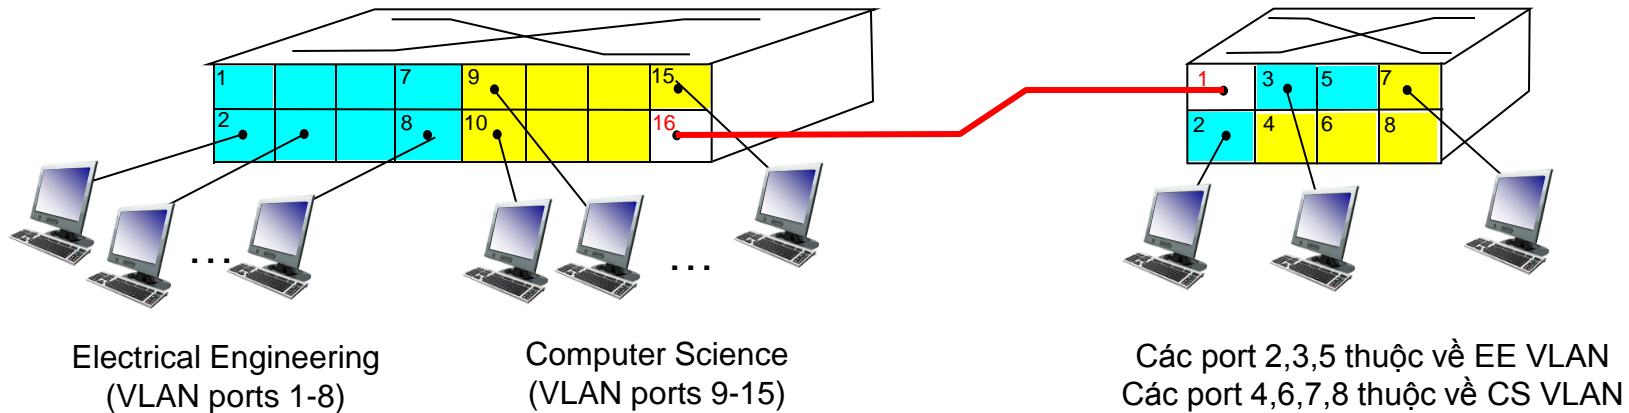 1 7 9 15
2 8 10 16
1 3 5 7
2 4 6 8
... ...
Electrical Engineering
(VLAN ports 1-8)
Computer Science
(VLAN ports 9-15)
Các port 2,3,5 thuộc về EE VLAN
Các port 4,6,7,8 thuộc về CS VLAN